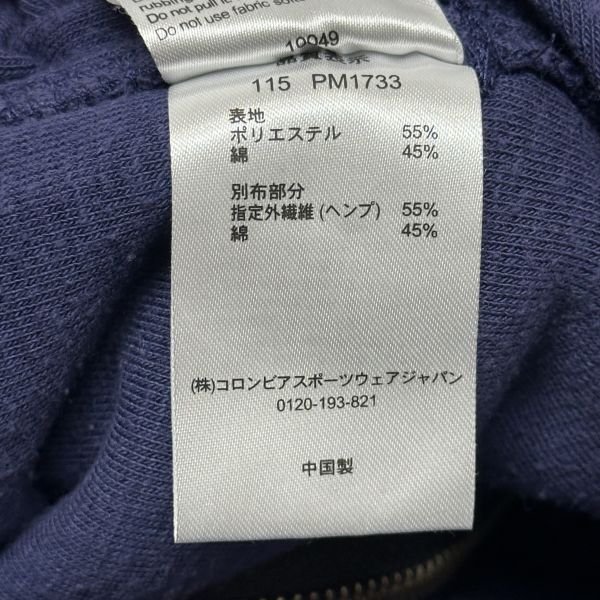 rubbing
Do not pull it
Do not use fabric
10049
115 PM1733
表地
ポリエステル 55%
綿 45%
別布部分
指定外繊維 (ヘンプ) 55%
綿 45%
(株)コロンビアスポーツウェアジャパン
0120-193-821
中国製